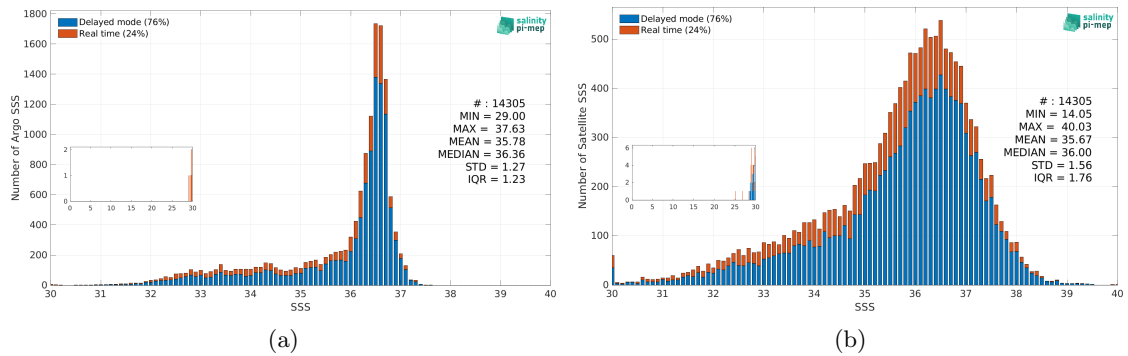 Delayed mode (76%)
Real time (24%)
salinity
pi-mep
1800
1600
1400
1200
1000
800
600
400
200
0
Number of Argo SSS
# : 14305
MIN = 29.00
MAX = 37.63
MEAN = 35.78
MEDIAN = 36.36
STD = 1.27
IQR = 1.23
2
1
0
0 5 10 15 20 25 30
30 31 32 33 34 35 36 37 38 39 40
SSS
(a)
Delayed mode (76%)
Real time (24%)
salinity
pi-mep
500
400
300
200
100
0
Number of Satellite SSS
# : 14305
MIN = 14.05
MAX = 40.03
MEAN = 35.67
MEDIAN = 36.00
STD = 1.56
IQR = 1.76
6
4
2
0
0 5 10 15 20 25 30
30 31 32 33 34 35 36 37 38 39 40
SSS
(b)